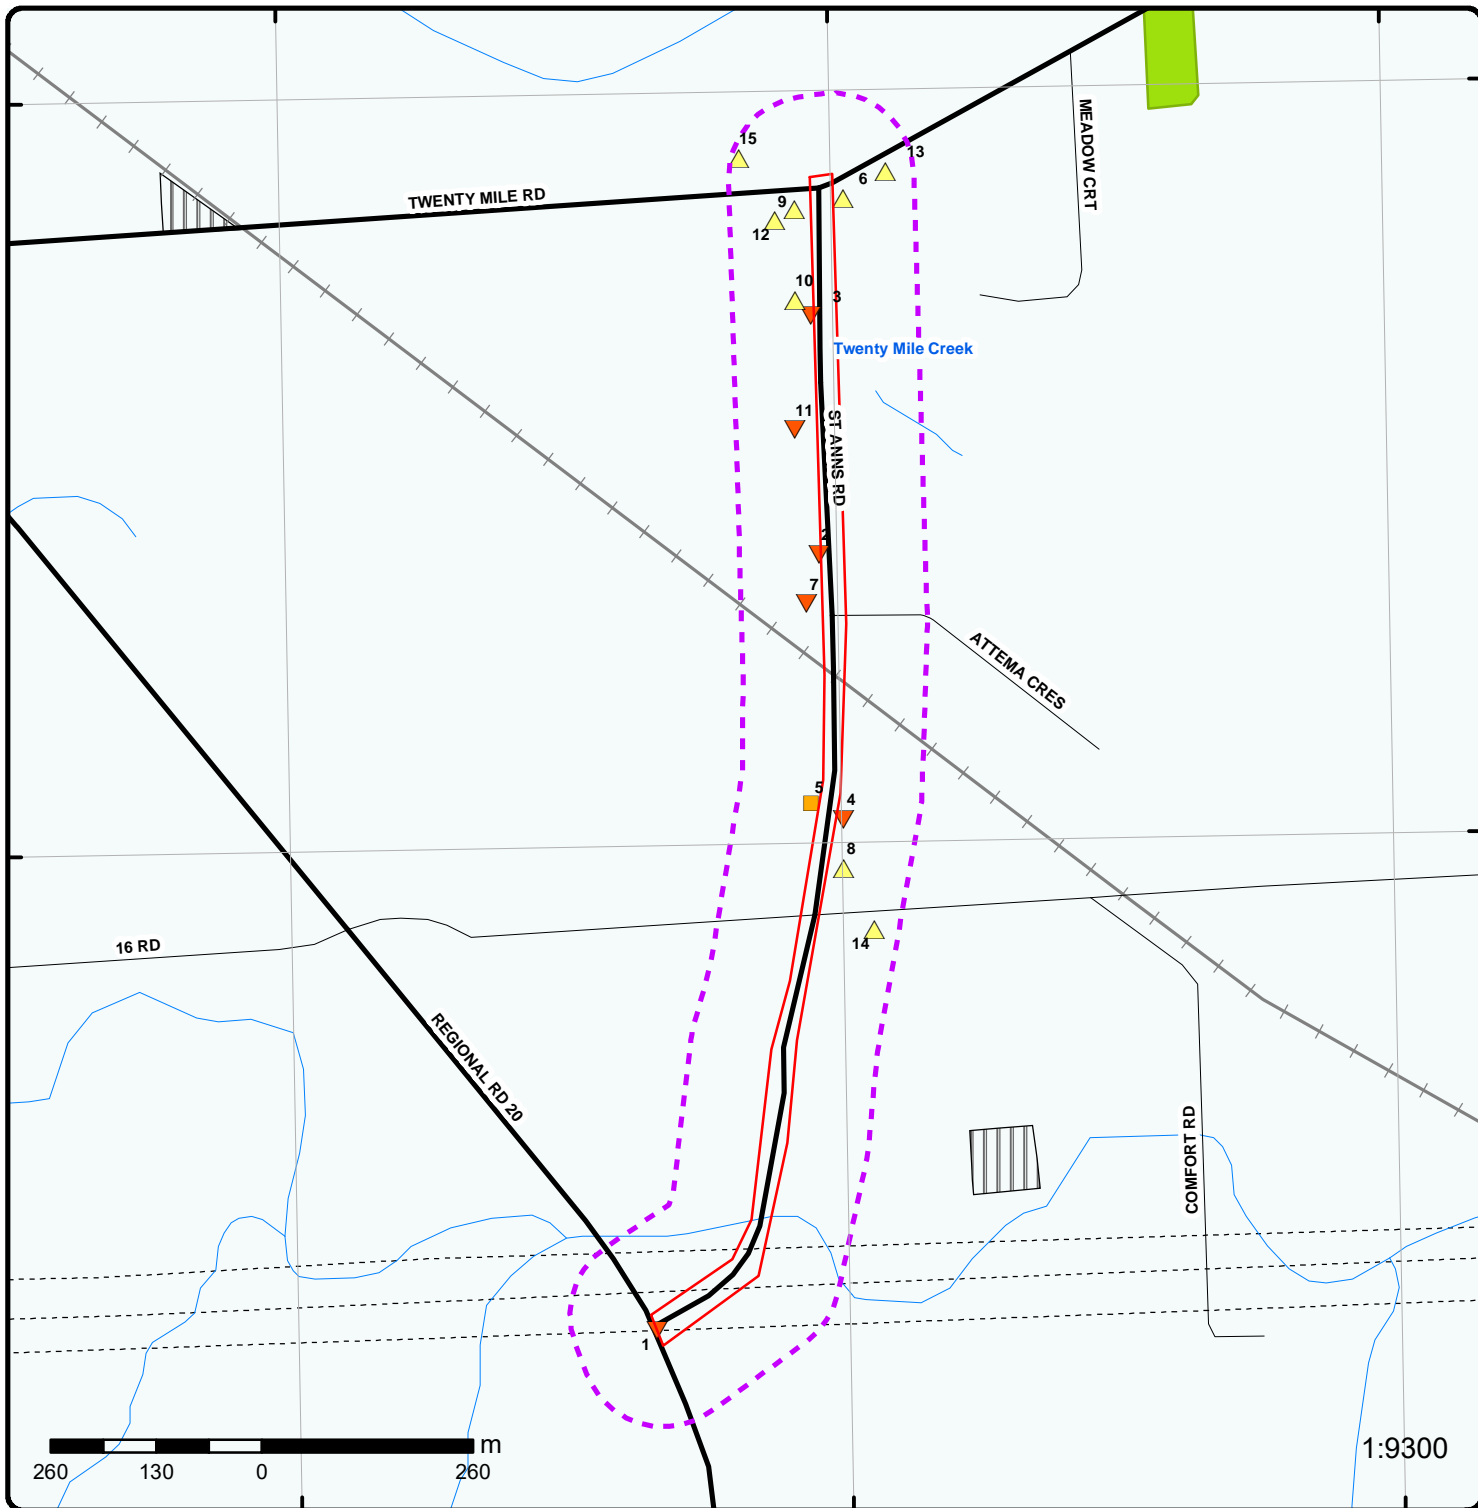 15
13
MEADOW CRT
6
TWENTY MILE RD
9
12
10
3
Twenty Mile Creek
11
ST ANNS RD
2
7
ATTEMA CRES
5
4
8
16 RD
14
REGIONAL RD 20
COMFORT RD
1
m
1:9300
260 130 0 260